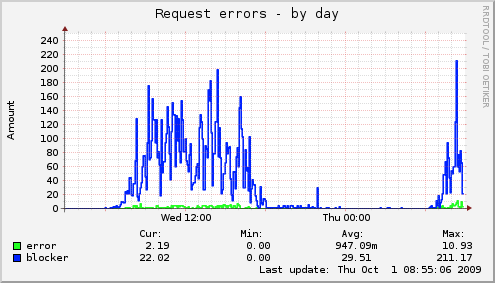 Request errors - by day
RRDTOOL / TOBI OETIKER
Amount
240
220
200
180
160
140
120
100
80
60
40
20
0
Wed 12:00 Thu 00:00
Cur: Min: Avg: Max:
error 2.19 0.00 947.09m 10.93
blocker 22.02 0.00 29.51 211.17
Last update: Thu Oct 1 08:55:06 2009